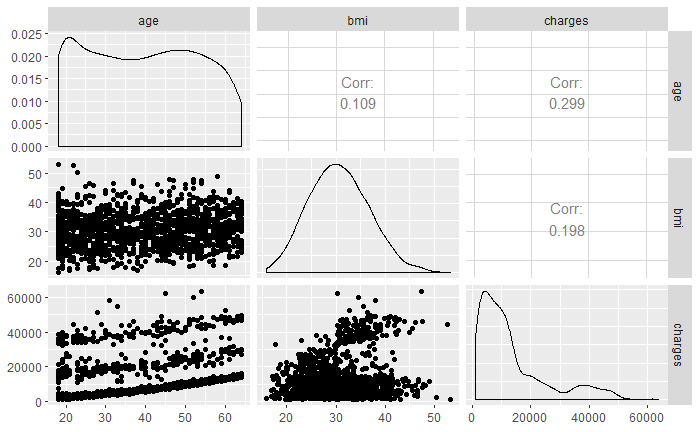 age bmi charges
0.025
0.020
0.015
0.010
0.005
0.000
Corr:
0.109
Corr:
0.299
age
50
40
30
20
Corr:
0.198
bmi
60000
40000
20000
0
charges
20 30 40 50 60
20 30 40 50
0 20000 40000 60000